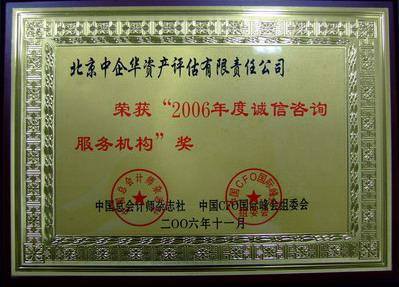 北京中企华资产评估有限责任公司
荣获“2006年度诚信咨询
服务机构”奖
中国总会计师杂志社 中国CFO国际峰会组委会
二〇〇六年十一月